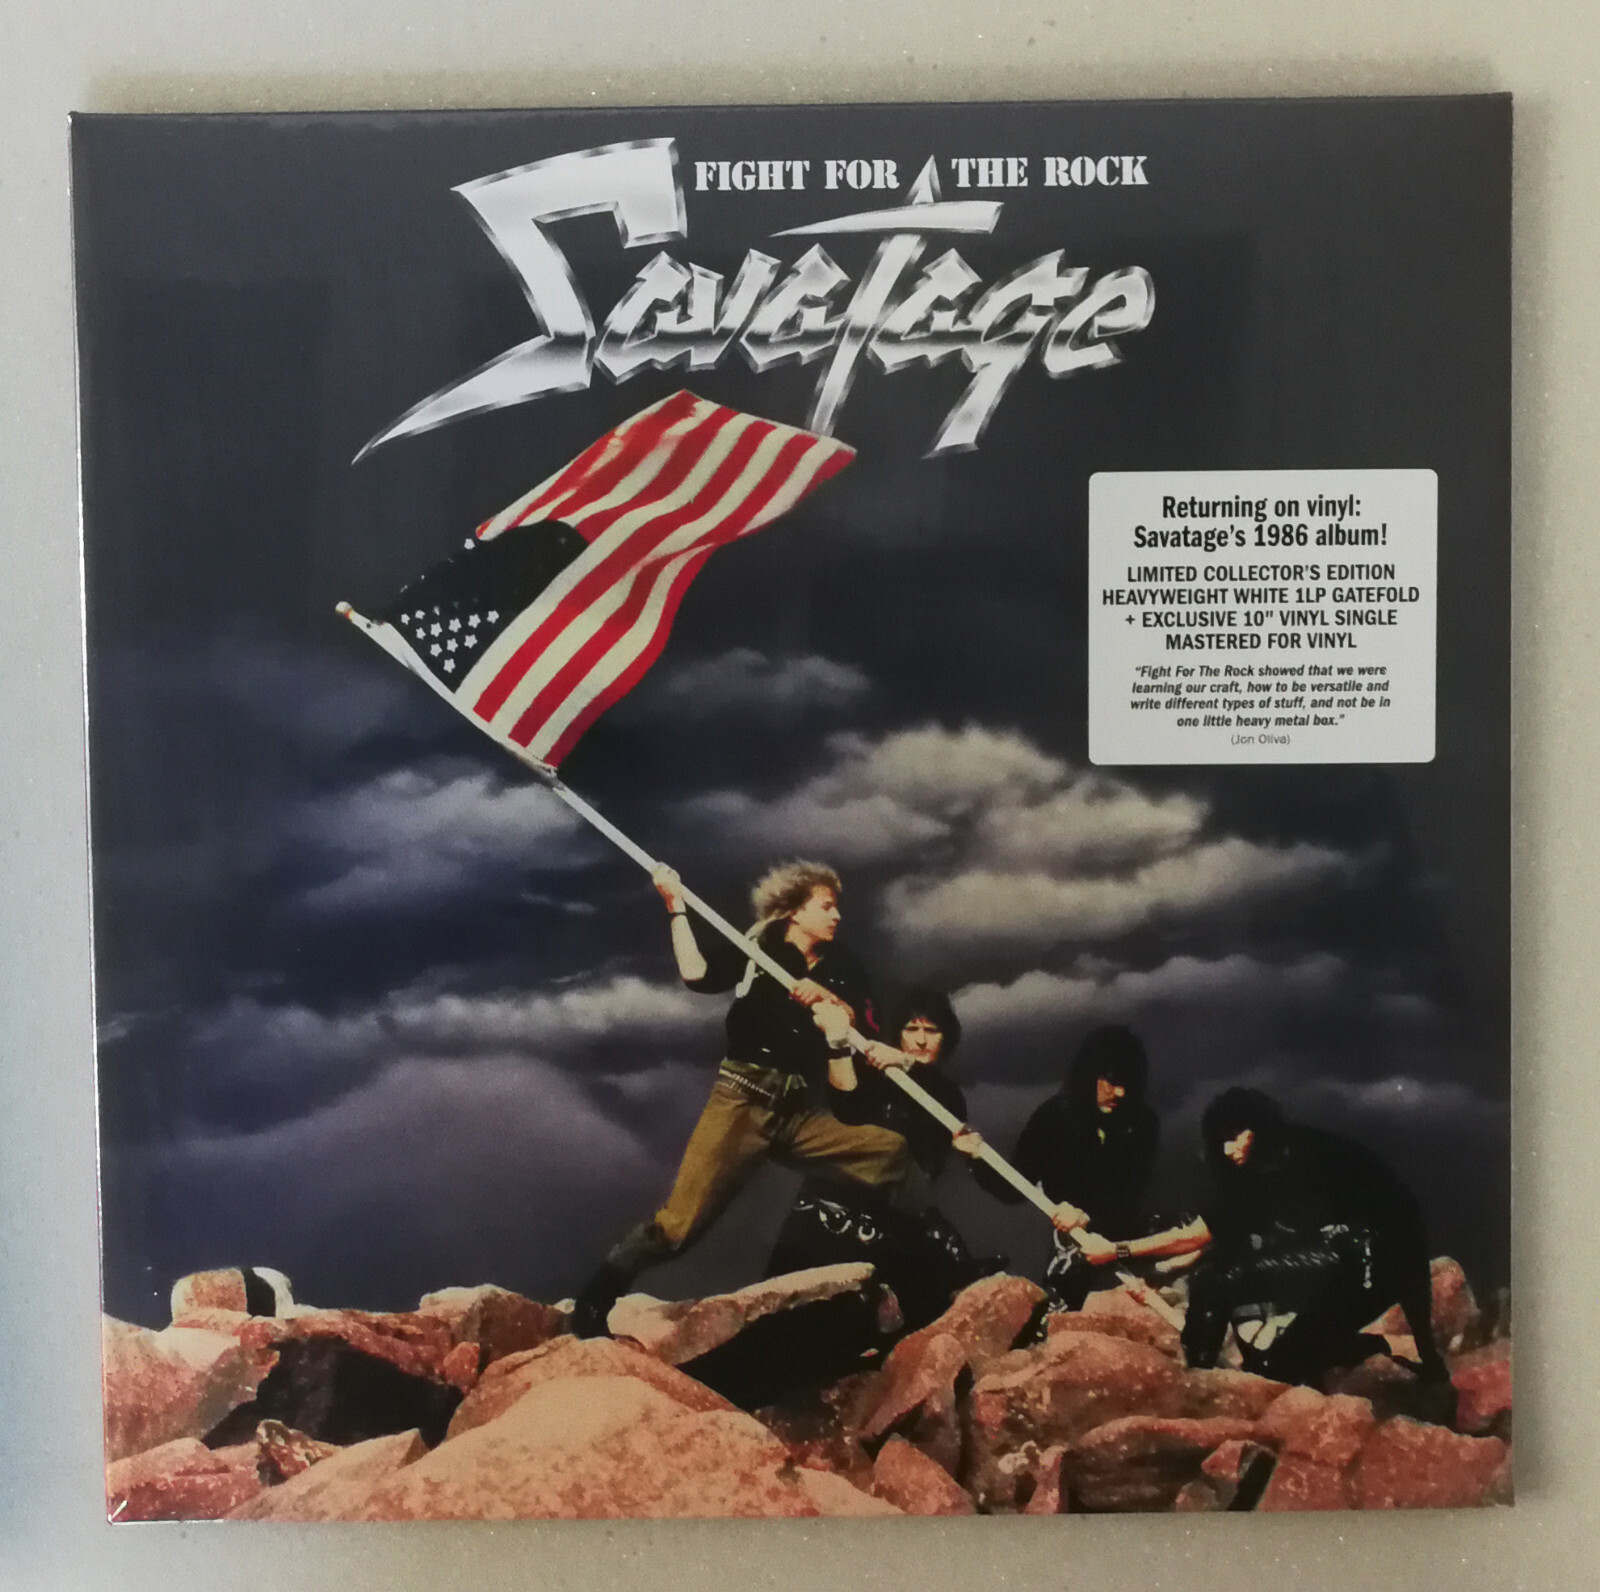 FIGHT FOR THE ROCK
Savatage
Returning on vinyl:
Savatage's 1986 album!
LIMITED COLLECTOR'S EDITION
HEAVYWEIGHT WHITE 1LP GATEFOLD
+ EXCLUSIVE 10" VINYL SINGLE
MASTERED FOR VINYL
"Fight For The Rock showed that we were
learning our craft, how to be versatile and
write different types of stuff, and not be in
one little heavy metal box."
(Jon Oliva)